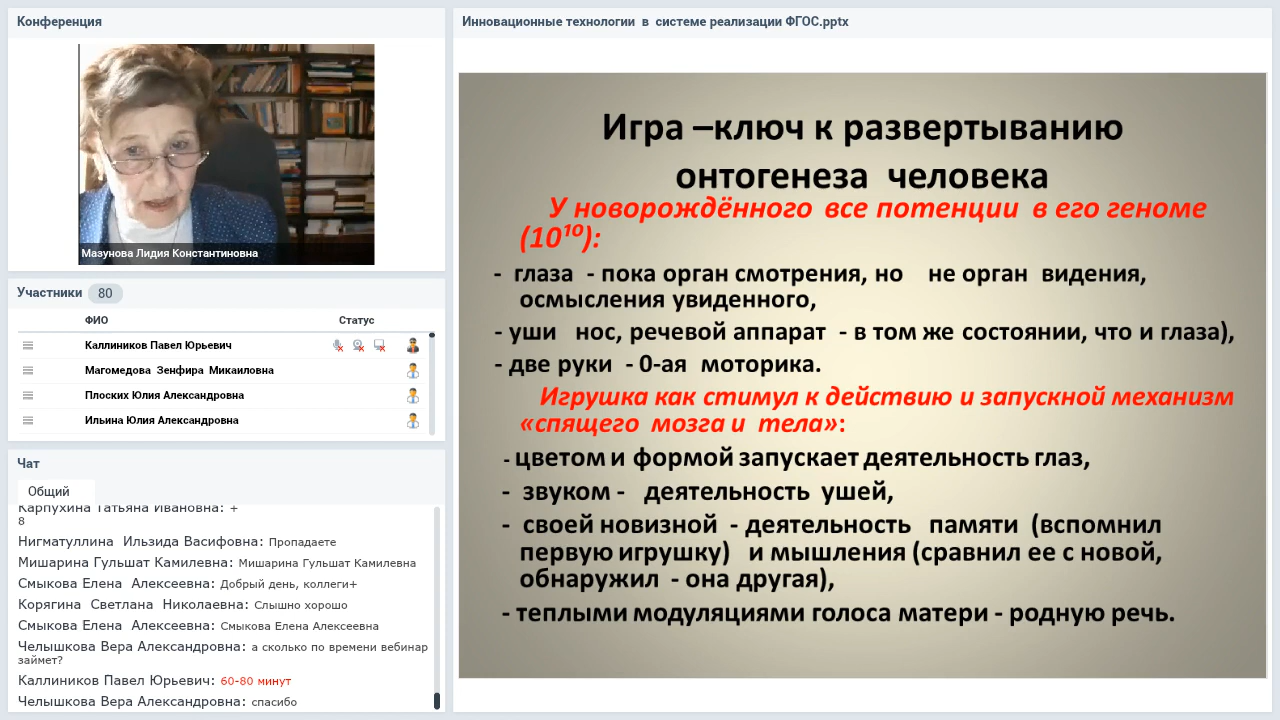 Конференция
Мазунова Лидия Константиновна
Участники 80
ФИО Статус
Каллиников Павел Юрьевич
Магомедова Зенфира Микаиловна
Плоских Юлия Александровна
Ильина Юлия Александровна
Чат
Общий
Карпухина Татьяна Ивановна: +
8
Нигматуллина Ильзида Васифовна: Пропадаете
Мишарина Гульшат Камилевна: Мишарина Гульшат Камилевна
Смыкова Елена Алексеевна: Добрый день, коллеги+
Корягина Светлана Николаевна: Слышно хорошо
Смыкова Елена Алексеевна: Смыкова Елена Алексеевна
Челышкова Вера Александровна: а сколько по времени вебинар
займет?
Каллиников Павел Юрьевич: 60-80 минут
Челышкова Вера Александровна: спасибо
Инновационные технологии в системе реализации ФГОС.pptx
Игра –ключ к развертыванию
онтогенеза человека
У новорождённого все потенции в его геноме
(10¹⁰):
- глаза - пока орган смотрения, но не орган видения,
осмысления увиденного,
- уши нос, речевой аппарат - в том же состоянии, что и глаза),
- две руки - 0-ая моторика.
Игрушка как стимул к действию и запускной механизм
«спящего мозга и тела»:
- цветом и формой запускает деятельность глаз,
- звуком - деятельность ушей,
- своей новизной - деятельность памяти (вспомнил
первую игрушку) и мышления (сравнил ее с новой,
обнаружил - она другая),
- теплыми модуляциями голоса матери - родную речь.